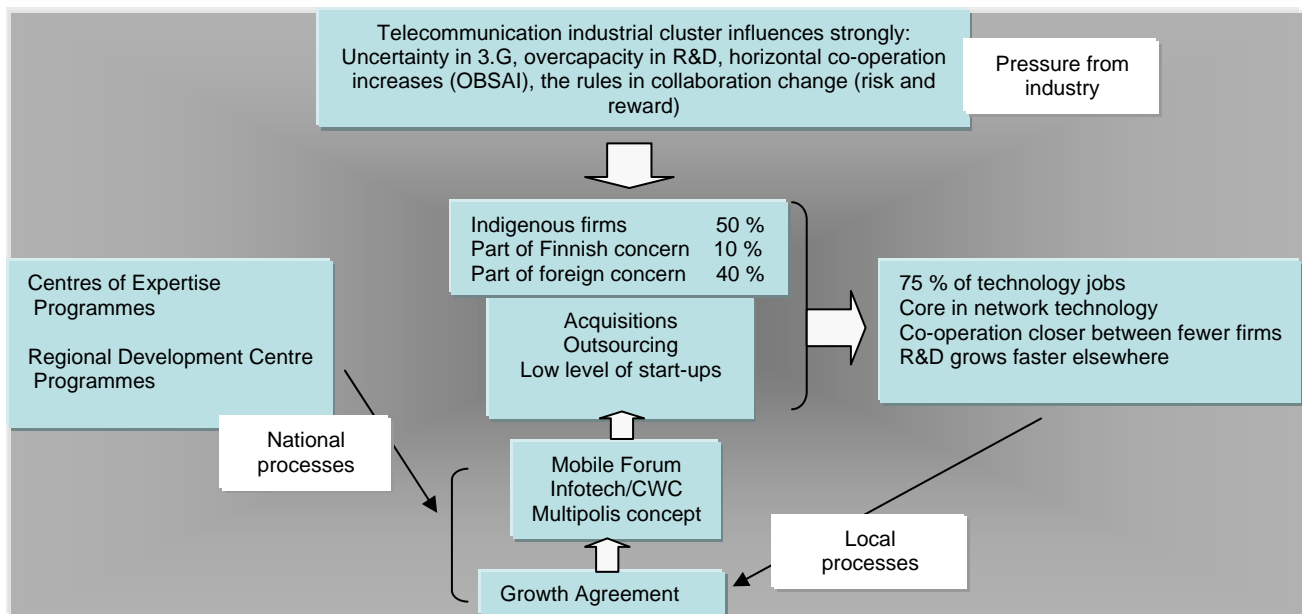 Telecommunication industrial cluster influences strongly:
Uncertainty in 3.G, overcapacity in R&D, horizontal co-operation
increases (OBSAI), the rules in collaboration change (risk and
reward)
Pressure from
industry
Indigenous firms 50 %
Part of Finnish concern 10 %
Part of foreign concern 40 %
Centres of Expertise
Programmes
Regional Development Centre
Programmes
Acquisitions
Outsourcing
Low level of start-ups
75 % of technology jobs
Core in network technology
Co-operation closer between fewer firms
R&D grows faster elsewhere
National
processes
Mobile Forum
Infotech/CWC
Multipolis concept
Local
processes
Growth Agreement